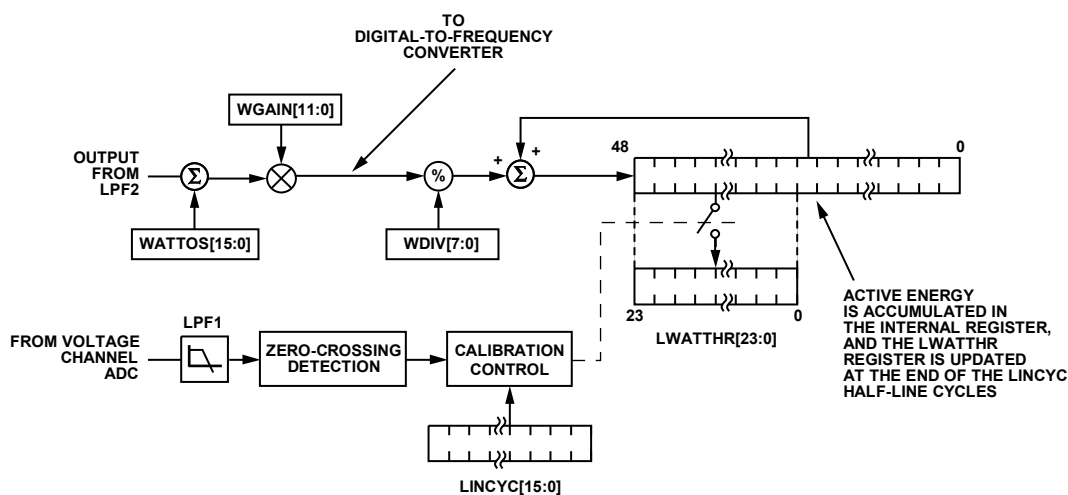 TO
DIGITAL-TO-FREQUENCY
CONVERTER
WGAIN[11:0]
OUTPUT
FROM
LPF2
Σ
%
+
+
Σ
48
0
WATTOS[15:0]
WDIV[7:0]
23
0
LWATTHR[23:0]
ACTIVE ENERGY
IS ACCUMULATED IN
THE INTERNAL REGISTER,
AND THE LWATTHR
REGISTER IS UPDATED
AT THE END OF THE LINCYC
HALF-LINE CYCLES
FROM VOLTAGE
CHANNEL
ADC
LPF1
ZERO-CROSSING
DETECTION
CALIBRATION
CONTROL
LINCYC[15:0]